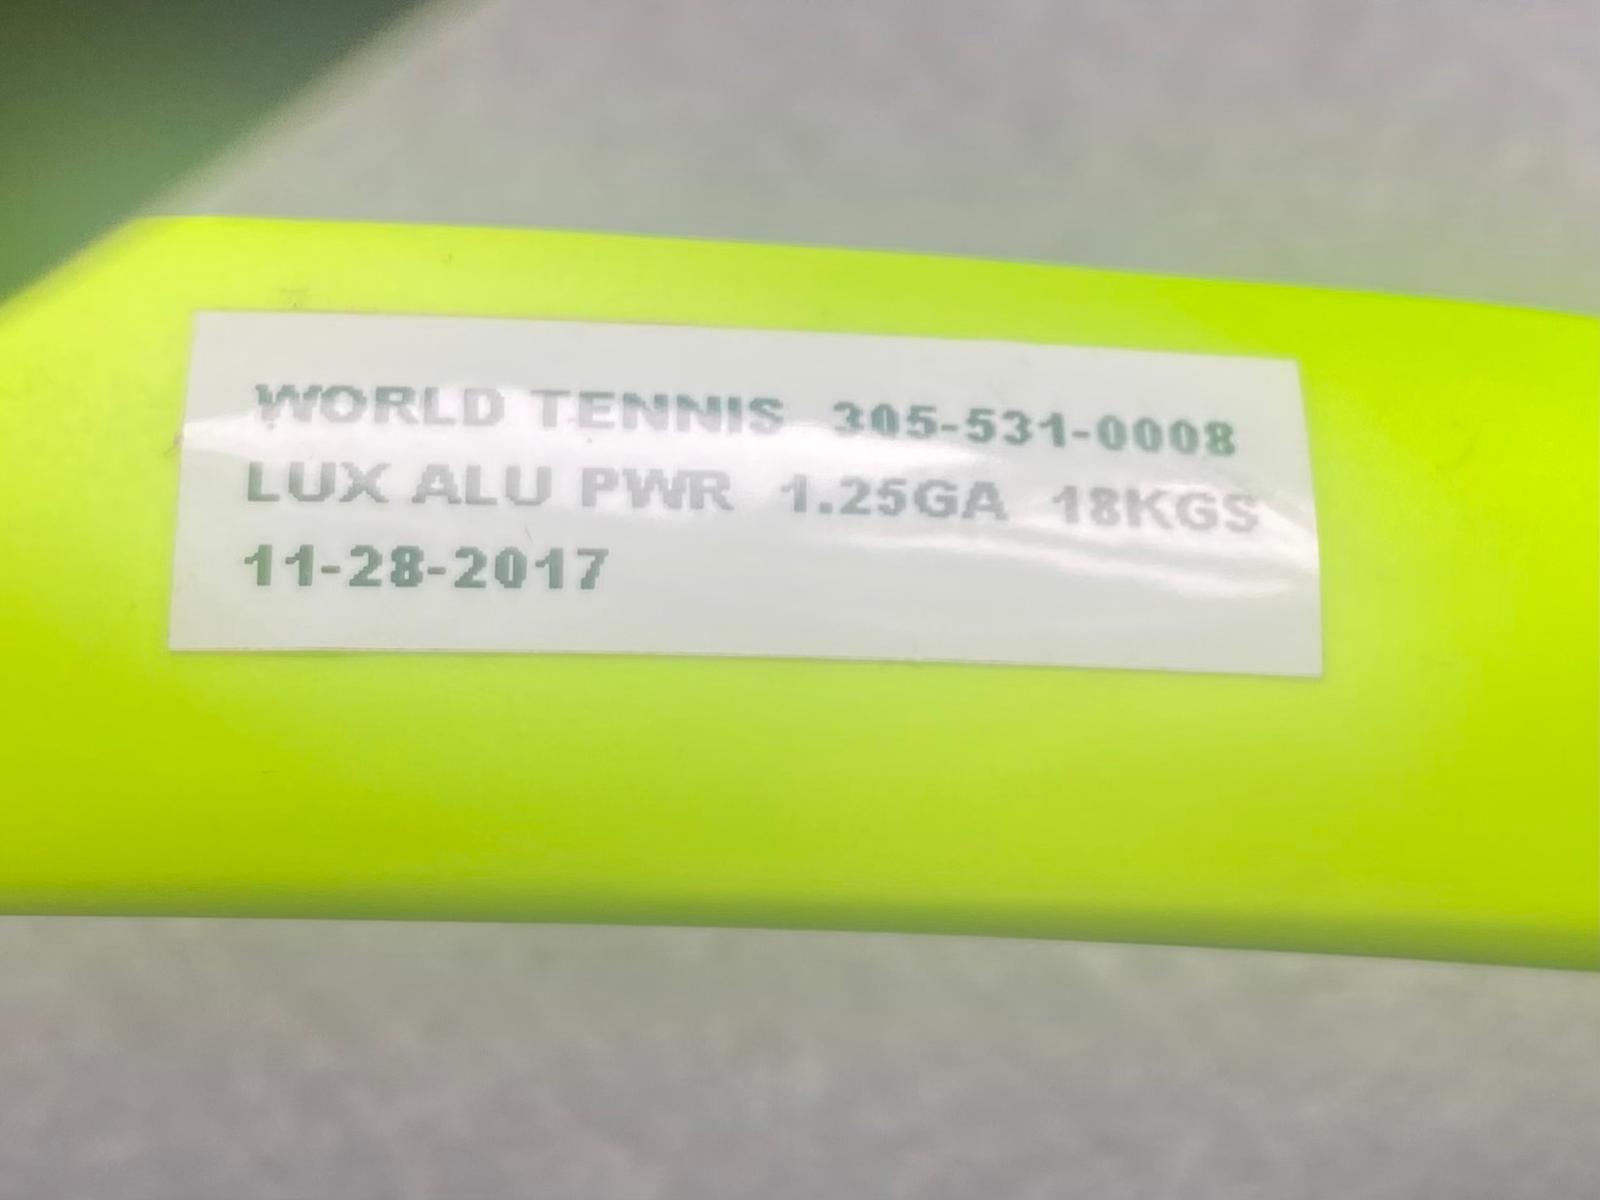 WORLD TENNIS 305-531-0008
LUX ALU PWR 1.25GA 18KGS
11-28-2017